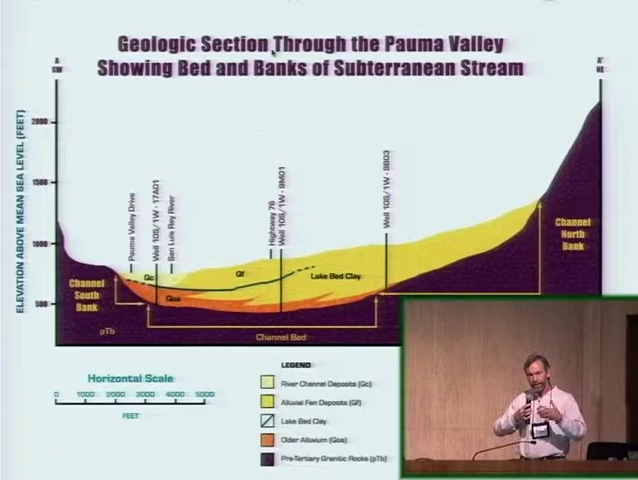 Geologic Section Through the Pauma Valley
Showing Bed and Banks of Subterranean Stream
A
SW
A'
NE
ELEVATION ABOVE MEAN SEA LEVEL (FEET)
2000
1500
1000
500
Pauma Valley Drive
Well 10S/1W - 17A01
San Luis Rey River
Highway 76
Well 10S/1W - 9M01
Well 10S/1W - 9B03
Channel
North
Bank
Channel
South
Bank
Qc
Qf
Lake Bed Clay
Qoa
pTb
Channel Bed
Horizontal Scale
0 1000 2000 3000 4000 5000
FEET
LEGEND
River Channel Deposits (Qc)
Alluvial Fan Deposits (Qf)
Lake Bed Clay
Older Alluvium (Qoa)
Pre-Tertiary Granitic Rocks (pTb)